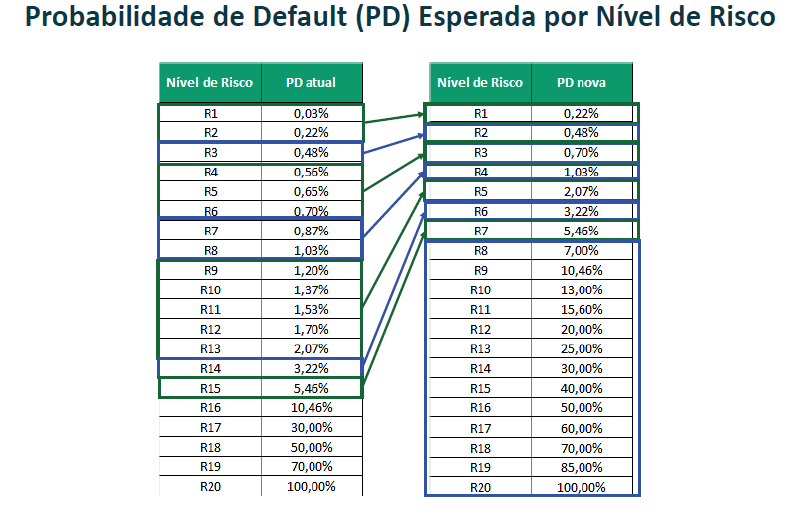 Probabilidade de Default (PD) Esperada por Nível de Risco
Nível de Risco PD atual
R1 0,03%
R2 0,22%
R3 0,48%
R4 0,56%
R5 0,65%
R6 0,70%
R7 0,87%
R8 1,03%
R9 1,20%
R10 1,37%
R11 1,53%
R12 1,70%
R13 2,07%
R14 3,22%
R15 5,46%
R16 10,46%
R17 30,00%
R18 50,00%
R19 70,00%
R20 100,00%
Nível de Risco PD nova
R1 0,22%
R2 0,48%
R3 0,70%
R4 1,03%
R5 2,07%
R6 3,22%
R7 5,46%
R8 7,00%
R9 10,46%
R10 13,00%
R11 15,60%
R12 20,00%
R13 25,00%
R14 30,00%
R15 40,00%
R16 50,00%
R17 60,00%
R18 70,00%
R19 85,00%
R20 100,00%